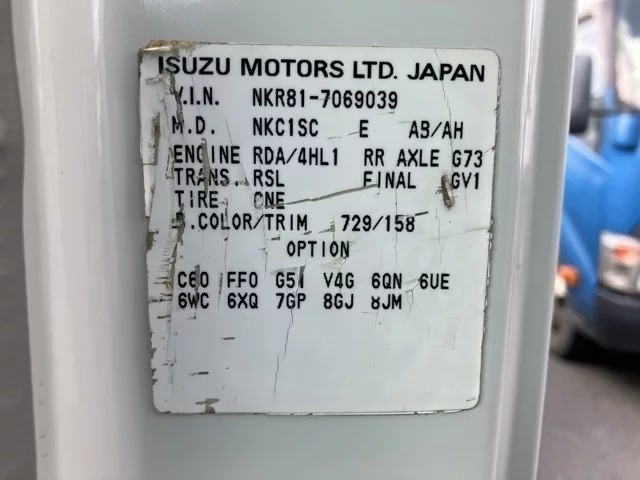 ISUZU MOTORS LTD. JAPAN
V.I.N. NKR81-7069039
M.D. NKC1SC E AB/AH
ENGINE RDA/4HL1 RR AXLE G73
TRANS. RSL FINAL GV1
TIRE CNE
B.COLOR/TRIM 729/158
OPTION
C60 FF0 G5I V4G 6QN 6UE
6WC 6XQ 7GP 8GJ 8JM